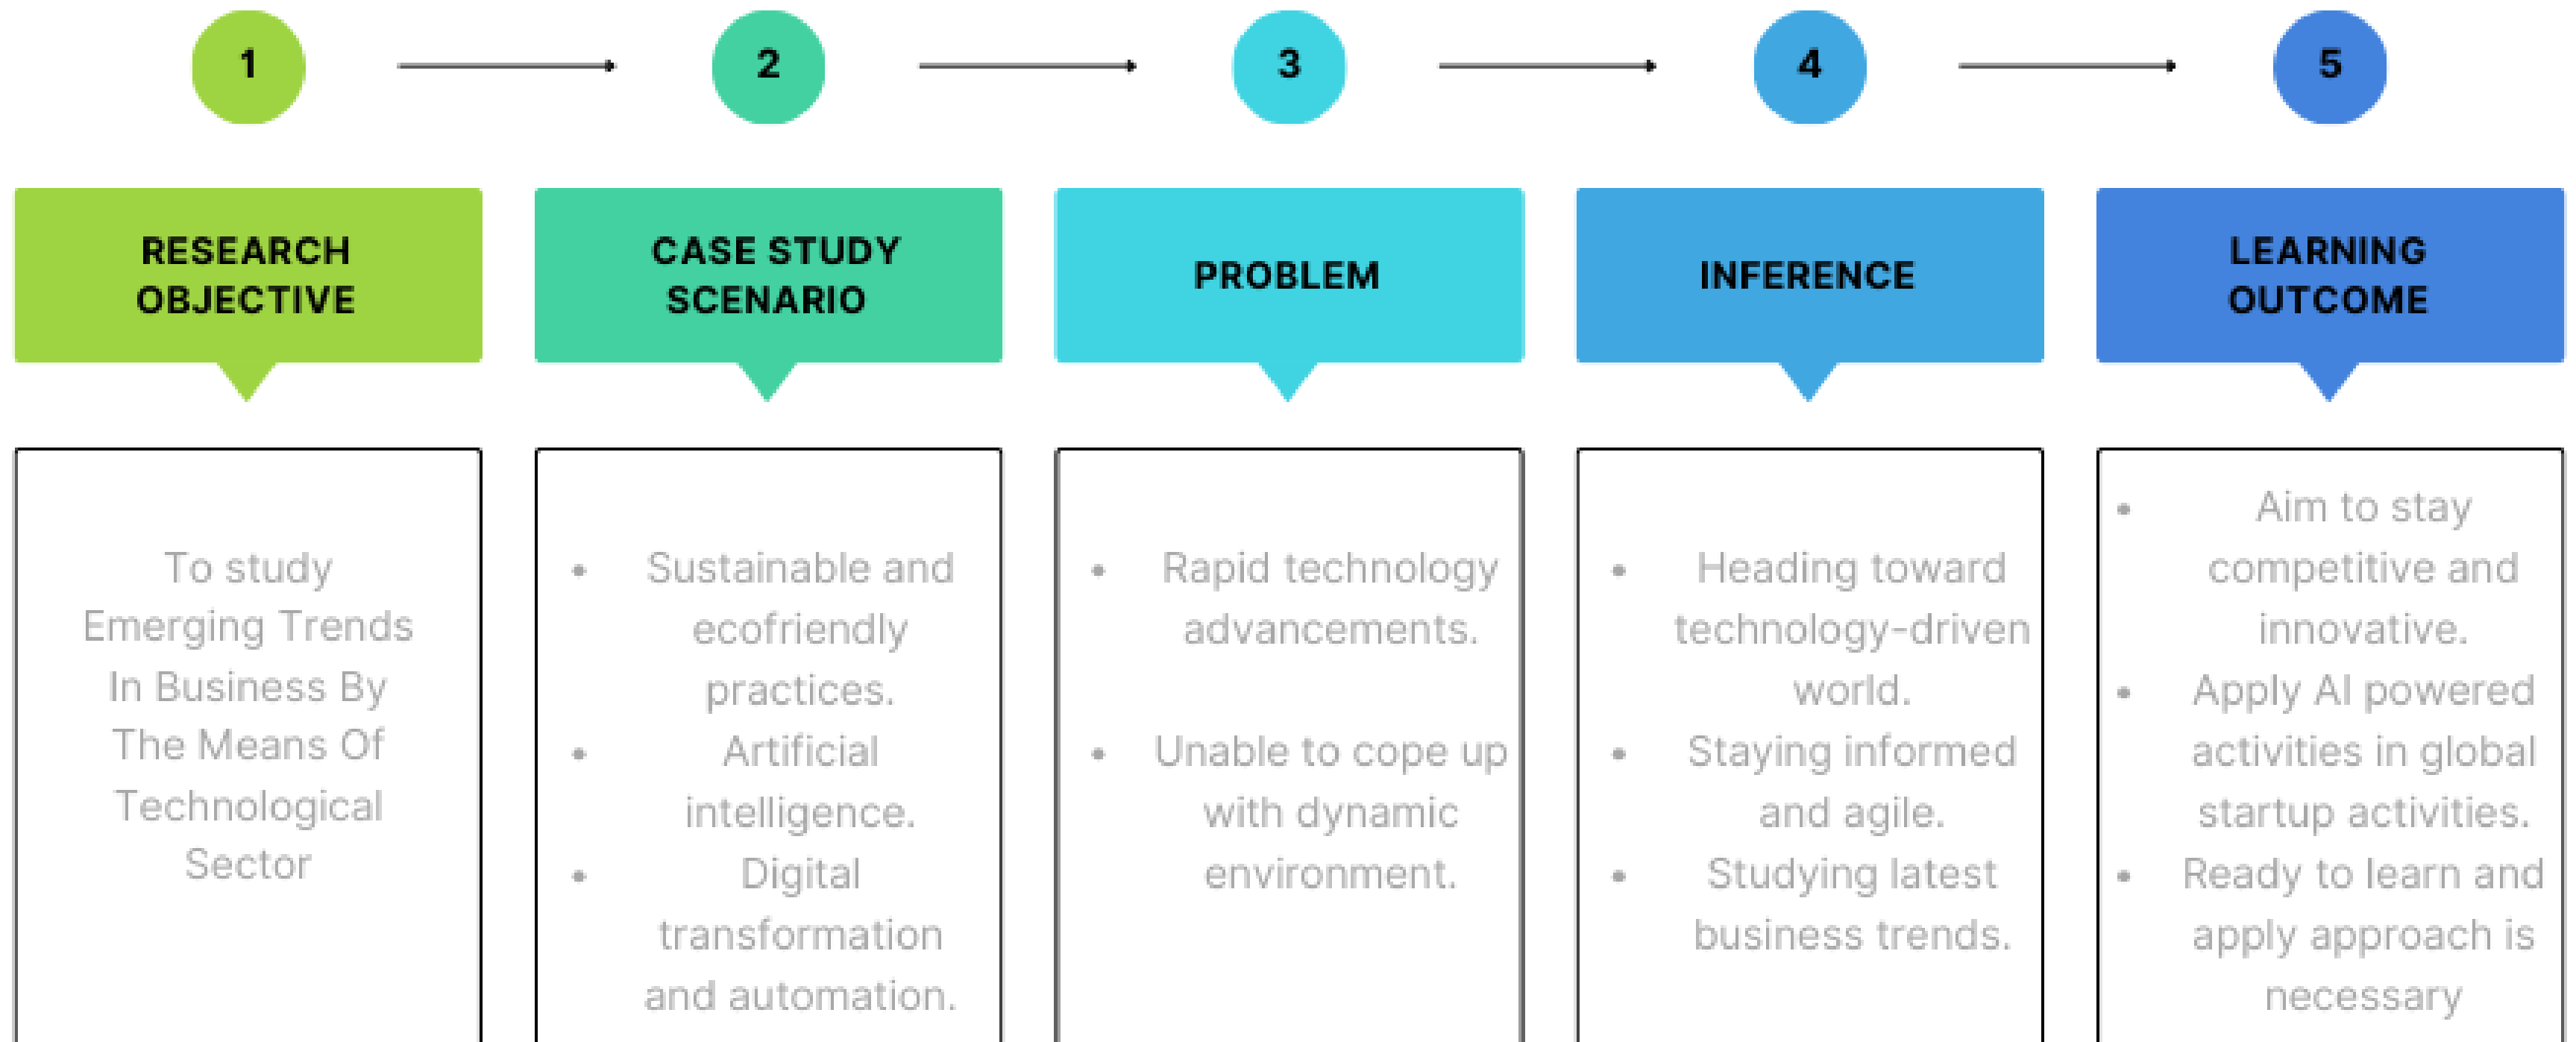 1
2
3
4
5
RESEARCH
OBJECTIVE
CASE STUDY
SCENARIO
PROBLEM
INFERENCE
LEARNING
OUTCOME
To study
Emerging Trends
In Business By
The Means Of
Technological
Sector
• Sustainable and
ecofriendly
practices.
• Artificial
intelligence.
• Digital
transformation
and automation.
• Rapid technology
advancements.
• Unable to cope up
with dynamic
environment.
• Heading toward
technology-driven
world.
• Staying informed
and agile.
• Studying latest
business trends.
• Aim to stay
competitive and
innovative.
• Apply AI powered
activities in global
startup activities.
• Ready to learn and
apply approach is
necessary